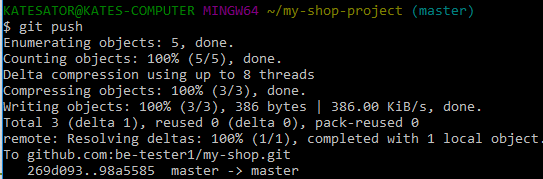 KATESATOR@KATES-COMPUTER MINGW64 ~/my-shop-project (master)
$ git push
Enumerating objects: 5, done.
Counting objects: 100% (5/5), done.
Delta compression using up to 8 threads
Compressing objects: 100% (3/3), done.
Writing objects: 100% (3/3), 386 bytes | 386.00 KiB/s, done.
Total 3 (delta 1), reused 0 (delta 0), pack-reused 0
remote: Resolving deltas: 100% (1/1), completed with 1 local object.
To github.com:be-tester1/my-shop.git
   269d093..98a5585  master -> master